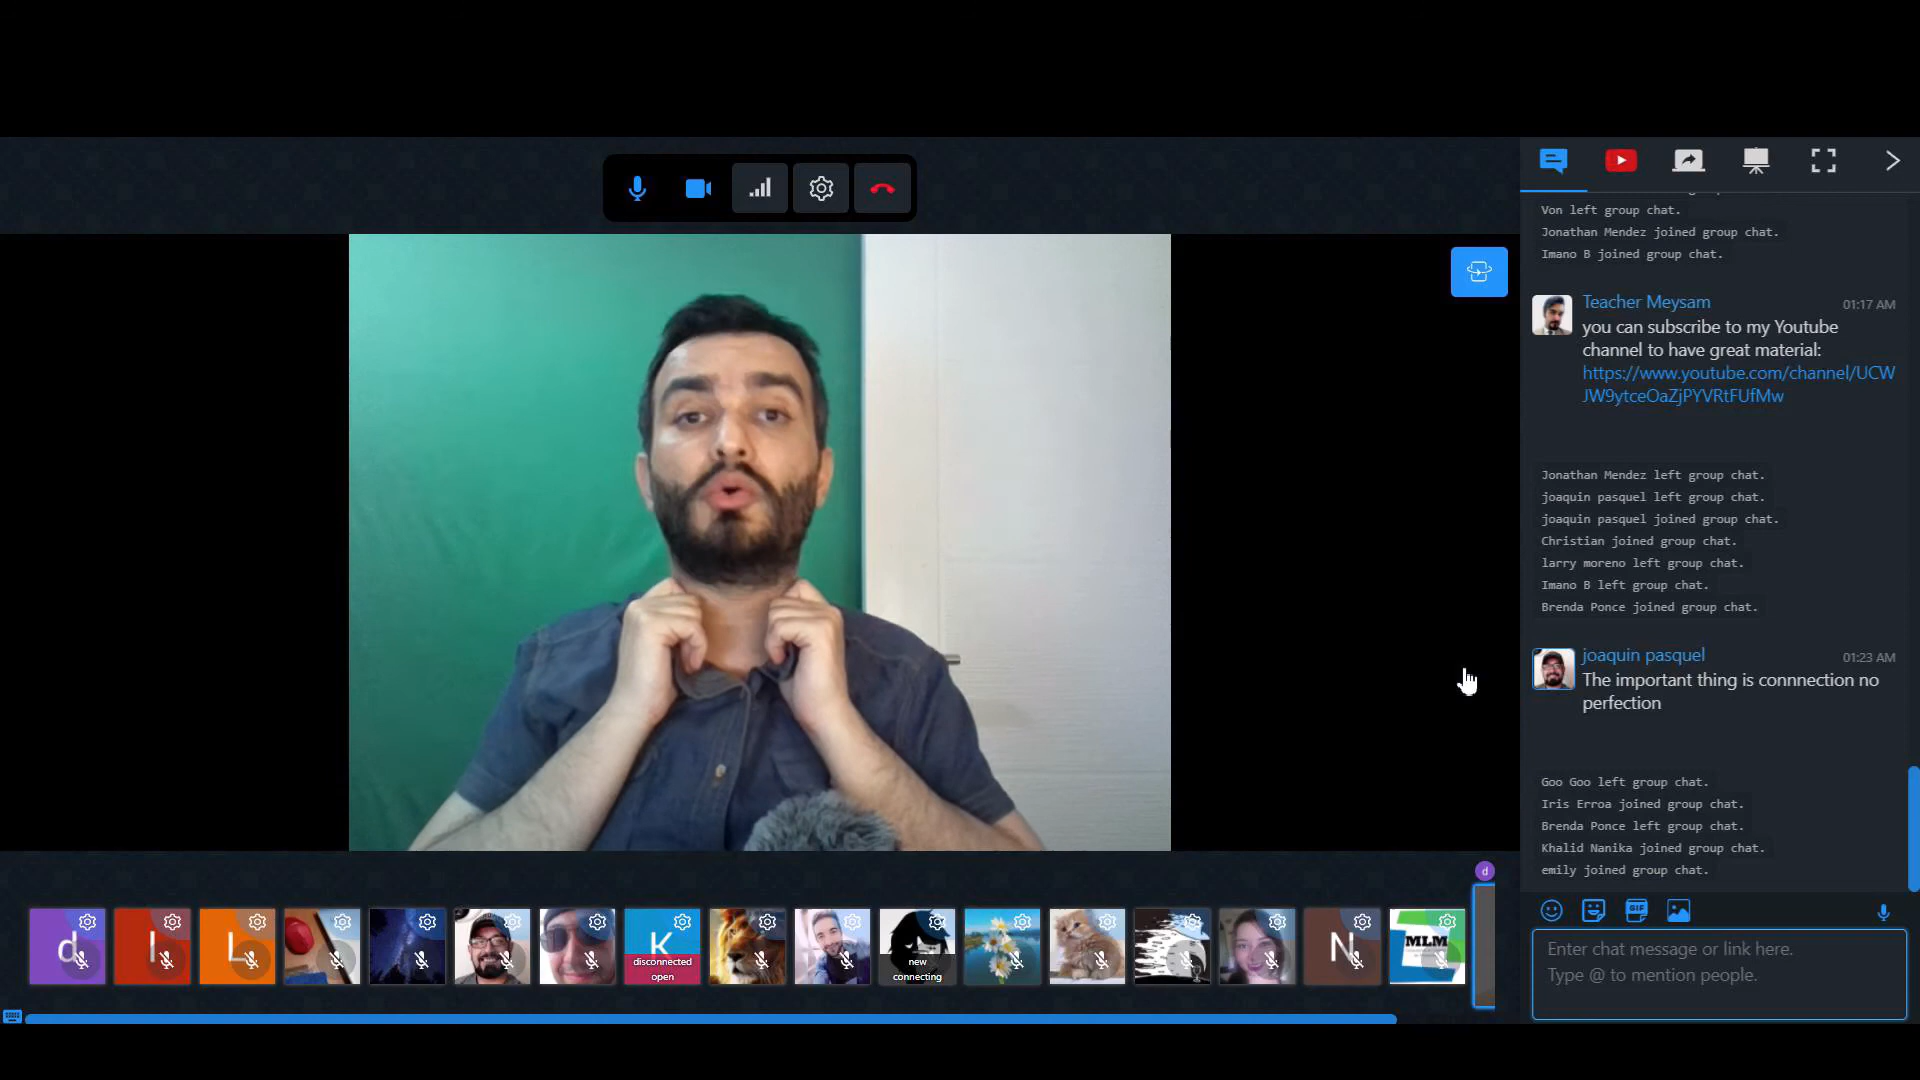 Von left group chat.
Jonathan Mendez joined group chat.
Imano B joined group chat.
Teacher Meysam
01:17 AM
you can subscribe to my Youtube
channel to have great material:
https://www.youtube.com/channel/UCW
JW9ytceOaZjPYVRtFUfMw
Jonathan Mendez left group chat.
joaquin pasquel left group chat.
joaquin pasquel joined group chat.
Christian joined group chat.
larry moreno left group chat.
Imano B left group chat.
Brenda Ponce joined group chat.
joaquin pasquel
01:23 AM
The important thing is connnection no
perfection
Goo Goo left group chat.
Iris Erroa joined group chat.
Brenda Ponce left group chat.
Khalid Nanika joined group chat.
emily joined group chat.
GIF
Enter chat message or link here.
Type @ to mention people.
d
d
I
L
K
disconnected
open
new
connecting
N
MLM